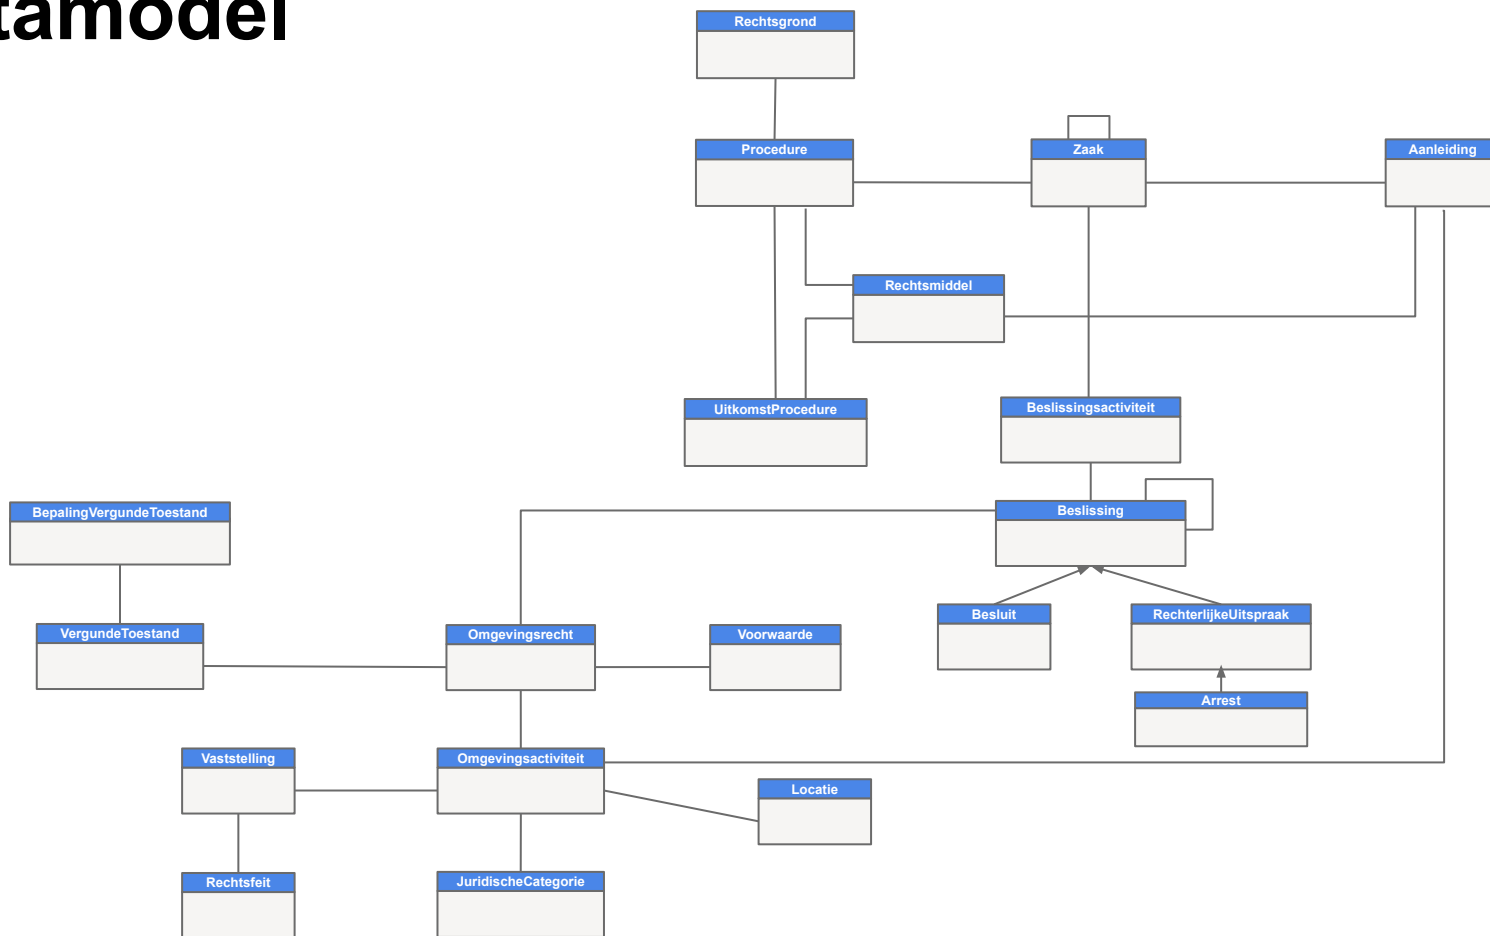 tamodel
Rechtsgrond
Procedure
Zaak
Aanleiding
Rechtsmiddel
UitkomstProcedure
Beslissingsactiviteit
BepalingVergundeToestand
Beslissing
Besluit
RechterlijkeUitspraak
VergundeToestand
Omgevingsrecht
Voorwaarde
Arrest
Vaststelling
Omgevingsactiviteit
Locatie
Rechtsfeit
JuridischeCategorie